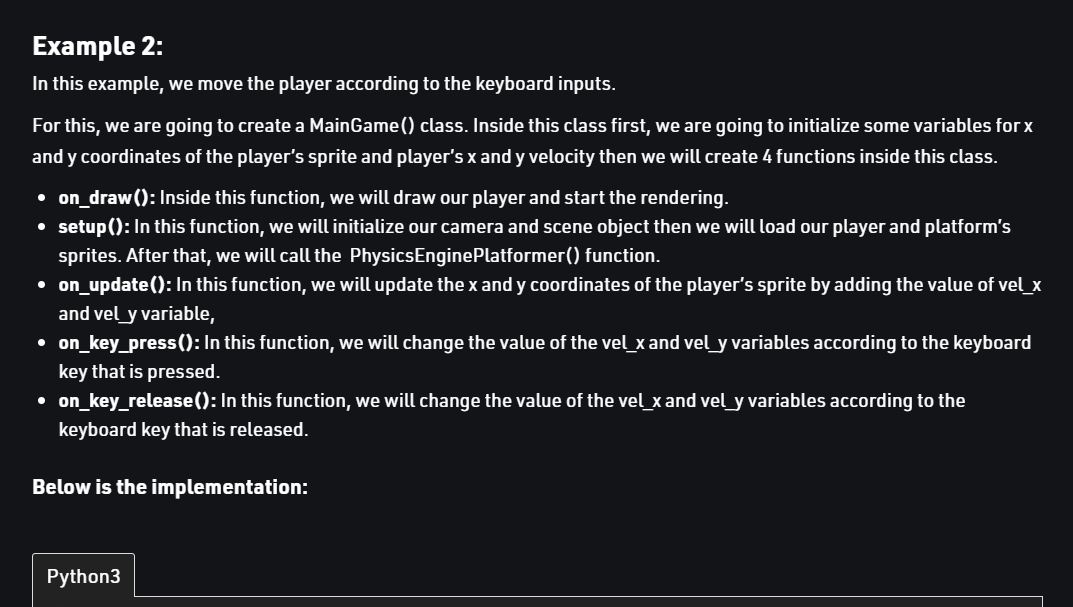 Example 2:
In this example, we move the player according to the keyboard inputs.
For this, we are going to create a MainGame() class. Inside this class first, we are going to initialize some variables for x
and y coordinates of the player’s sprite and player’s x and y velocity then we will create 4 functions inside this class.
• on_draw(): Inside this function, we will draw our player and start the rendering.
• setup(): In this function, we will initialize our camera and scene object then we will load our player and platform’s
sprites. After that, we will call the  PhysicsEnginePlatformer() function.
• on_update(): In this function, we will update the x and y coordinates of the player’s sprite by adding the value of vel_x
and vel_y variable,
• on_key_press(): In this function, we will change the value of the vel_x and vel_y variables according to the keyboard
key that is pressed.
• on_key_release(): In this function, we will change the value of the vel_x and vel_y variables according to the
keyboard key that is released.
Below is the implementation:
Python3